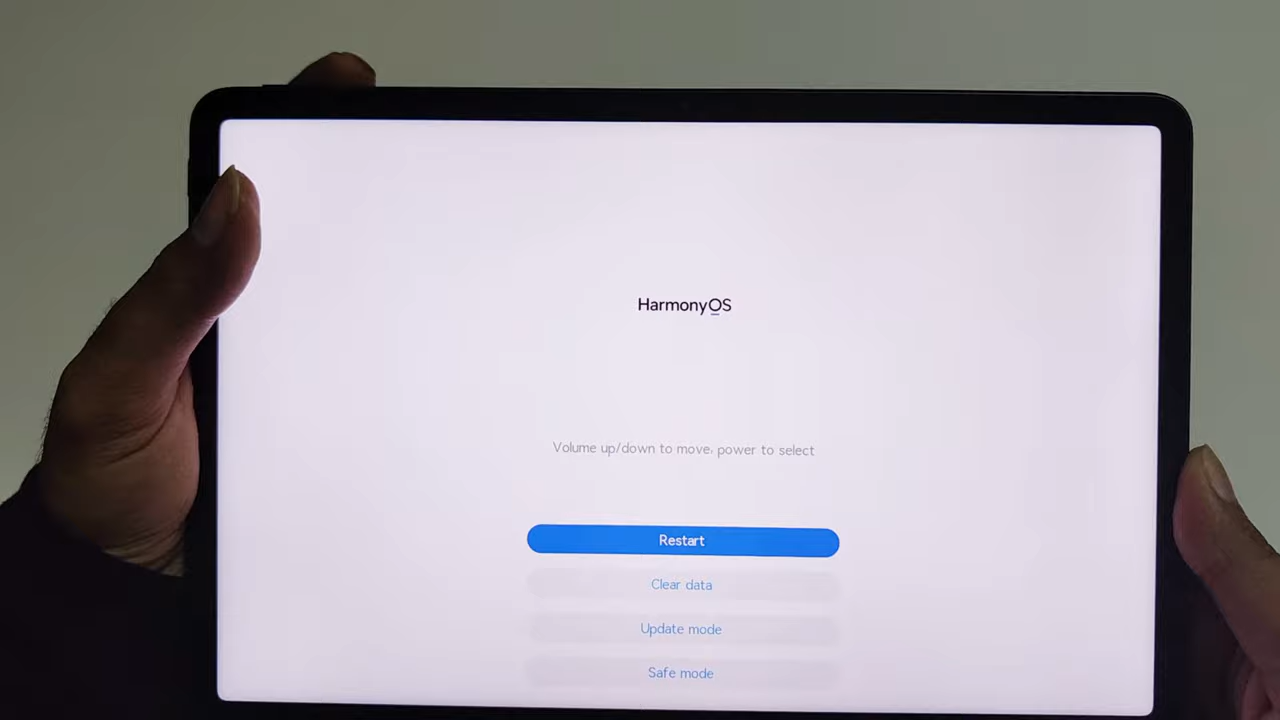 HarmonyOS
Volume up/down to move, power to select
Restart
Clear data
Update mode
Safe mode